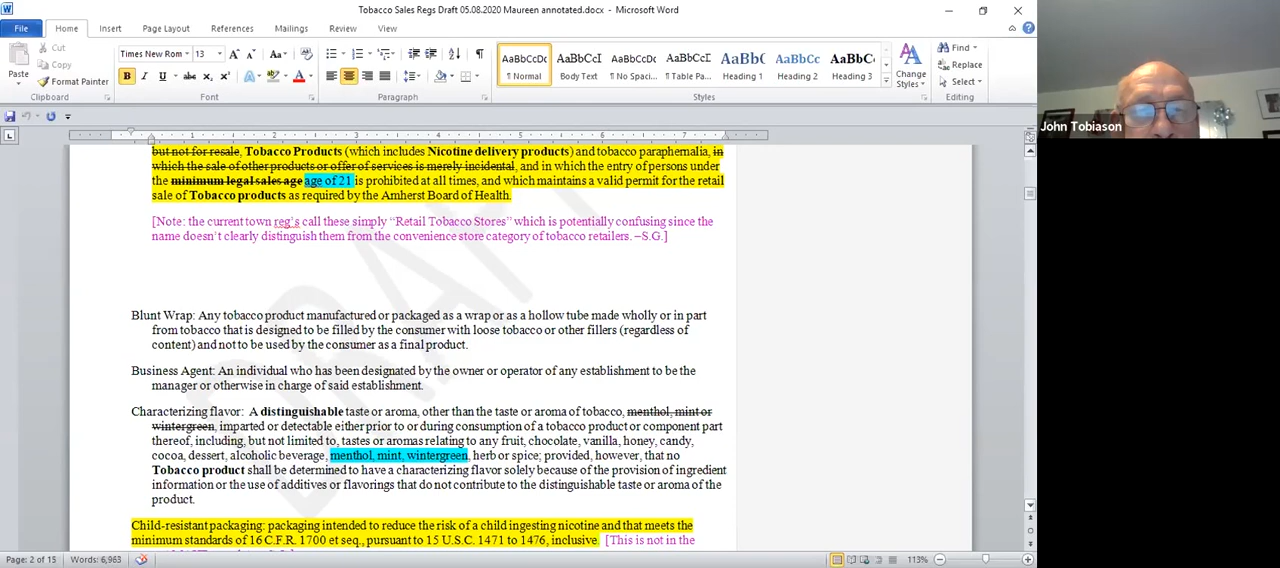 Tobacco Sales Regs Draft 05.08.2020 Maureen annotated.docx - Microsoft Word
File Home Insert Page Layout References Mailings Review View
Cut
Copy
Paste
Format Painter
Clipboard
Times New Rom 13
Font
Paragraph
AaBbCcDc AaBbCcI AaBbCcDc AaBbCcDc AaBbC AaBbCc AaBbCc
¶ Normal Body Text ¶ No Spaci... ¶ Table Pa... Heading 1 Heading 2 Heading 3
Change
Styles
Styles
Find
Replace
Select
Editing
John Tobiason
but not for resale, Tobacco Products (which includes Nicotine delivery products) and tobacco paraphernalia, in
which the sale of other products or offer of services is merely incidental, and in which the entry of persons under
the minimum legal sales age age of 21 is prohibited at all times, and which maintains a valid permit for the retail
sale of Tobacco products as required by the Amherst Board of Health.
[Note: the current town reg's call these simply “Retail Tobacco Stores” which is potentially confusing since the
name doesn't clearly distinguish them from the convenience store category of tobacco retailers. –S.G.]
Blunt Wrap: Any tobacco product manufactured or packaged as a wrap or as a hollow tube made wholly or in part
from tobacco that is designed to be filled by the consumer with loose tobacco or other fillers (regardless of
content) and not to be used by the consumer as a final product.
Business Agent: An individual who has been designated by the owner or operator of any establishment to be the
manager or otherwise in charge of said establishment.
Characterizing flavor: A distinguishable taste or aroma, other than the taste or aroma of tobacco, menthol, mint or
wintergreen, imparted or detectable either prior to or during consumption of a tobacco product or component part
thereof, including, but not limited to, tastes or aromas relating to any fruit, chocolate, vanilla, honey, candy,
cocoa, dessert, alcoholic beverage, menthol, mint, wintergreen, herb or spice; provided, however, that no
Tobacco product shall be determined to have a characterizing flavor solely because of the provision of ingredient
information or the use of additives or flavorings that do not contribute to the distinguishable taste or aroma of the
product.
Child-resistant packaging: packaging intended to reduce the risk of a child ingesting nicotine and that meets the
minimum standards of 16 C.F.R. 1700 et seq., pursuant to 15 U.S.C. 1471 to 1476, inclusive. [This is not in the
DRAFT
Page: 2 of 15 Words: 6,963 113%